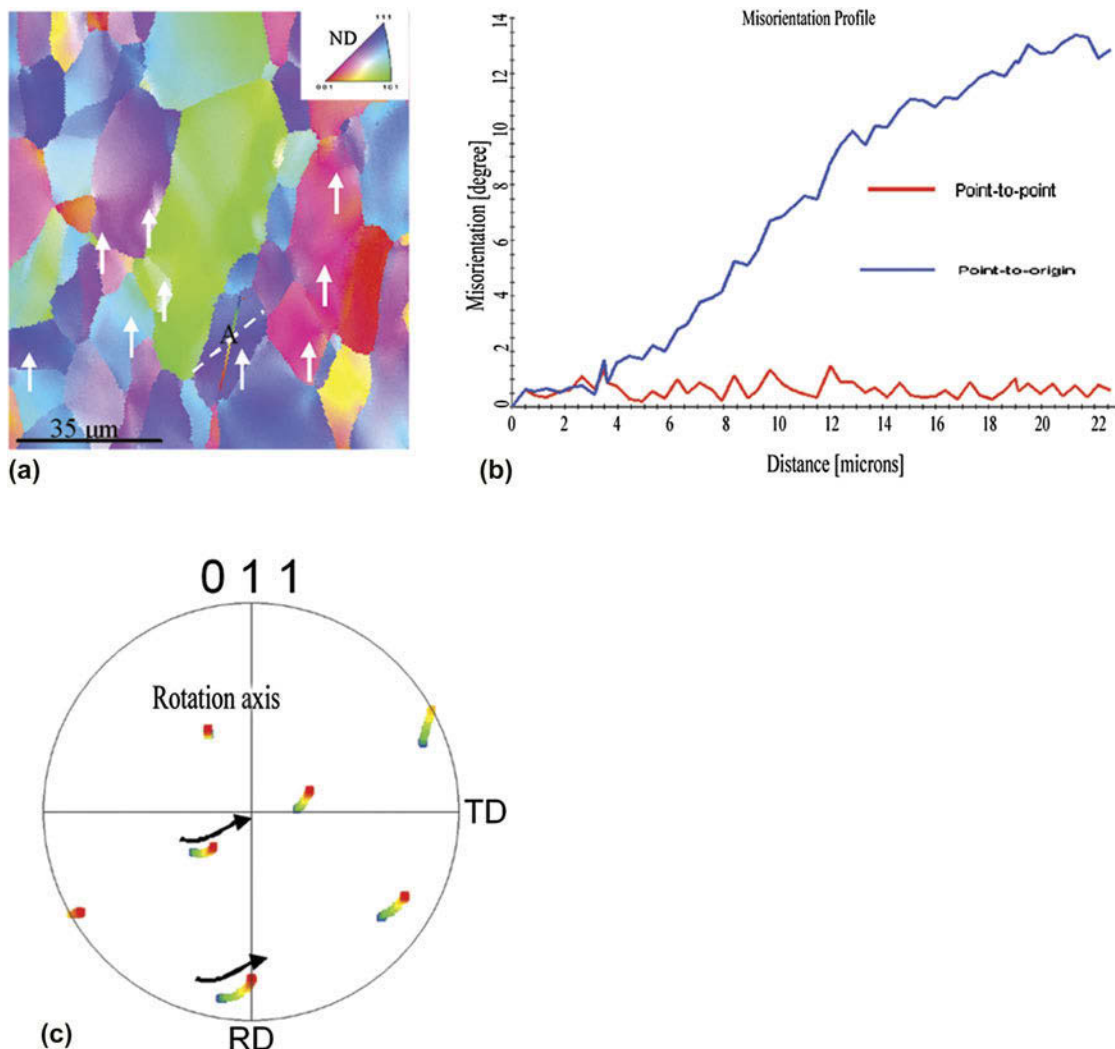 111
ND
001
101
A
35 μm
(a)
Misorientation Profile
14
12
10
8
6
4
2
0
Misorientation [degree]
Point-to-point
Point-to-origin
0 2 4 6 8 10 12 14 16 18 20 22
Distance [microns]
(b)
0 1 1
Rotation axis
TD
RD
(c)